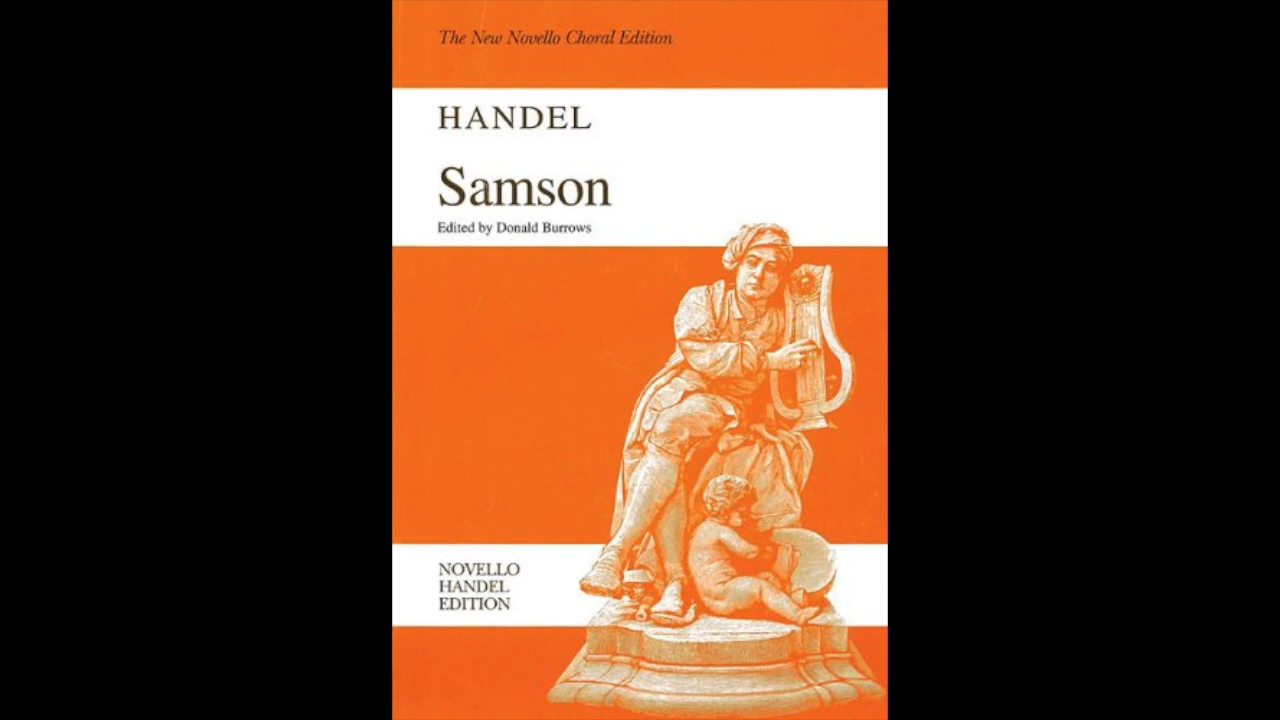 The New Novello Choral Edition
HANDEL
Samson
Edited by Donald Burrows
NOVELLO
HANDEL
EDITION